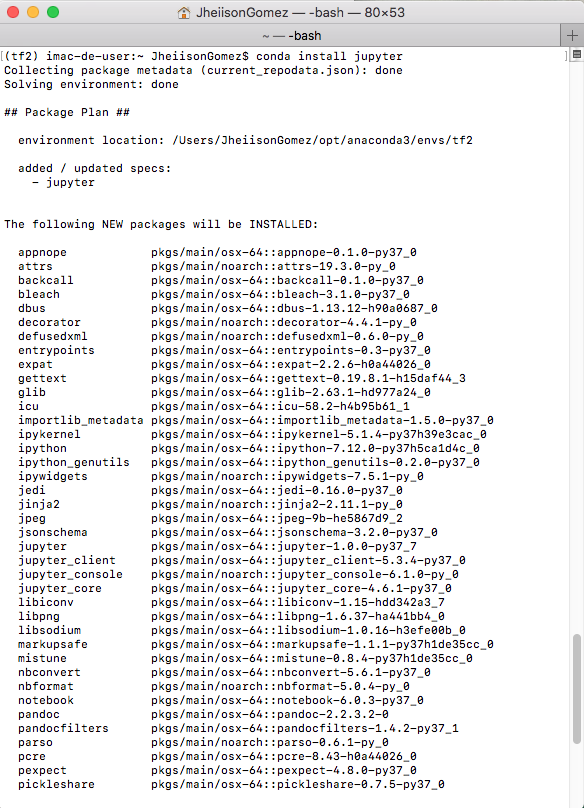 JheiisonGomez — -bash — 80×53
~ — -bash
(tf2) imac-de-user:~ JheiisonGomez$ conda install jupyter
Collecting package metadata (current_repodata.json): done
Solving environment: done
## Package Plan ##
environment location: /Users/JheiisonGomez/opt/anaconda3/envs/tf2
added / updated specs:
- jupyter
The following NEW packages will be INSTALLED:
appnope pkgs/main/osx-64::appnope-0.1.0-py37_0
attrs pkgs/main/noarch::attrs-19.3.0-py_0
backcall pkgs/main/osx-64::backcall-0.1.0-py37_0
bleach pkgs/main/osx-64::bleach-3.1.0-py37_0
dbus pkgs/main/osx-64::dbus-1.13.12-h90a0687_0
decorator pkgs/main/noarch::decorator-4.4.1-py_0
defusedxml pkgs/main/noarch::defusedxml-0.6.0-py_0
entrypoints pkgs/main/osx-64::entrypoints-0.3-py37_0
expat pkgs/main/osx-64::expat-2.2.6-h0a44026_0
gettext pkgs/main/osx-64::gettext-0.19.8.1-h15daf44_3
glib pkgs/main/osx-64::glib-2.63.1-hd977a24_0
icu pkgs/main/osx-64::icu-58.2-h4b95b61_1
importlib_metadata pkgs/main/osx-64::importlib_metadata-1.5.0-py37_0
ipykernel pkgs/main/osx-64::ipykernel-5.1.4-py37h39e3cac_0
ipython pkgs/main/osx-64::ipython-7.12.0-py37h5ca1d4c_0
ipython_genutils pkgs/main/osx-64::ipython_genutils-0.2.0-py37_0
ipywidgets pkgs/main/noarch::ipywidgets-7.5.1-py_0
jedi pkgs/main/osx-64::jedi-0.16.0-py37_0
jinja2 pkgs/main/noarch::jinja2-2.11.1-py_0
jpeg pkgs/main/osx-64::jpeg-9b-he5867d9_2
jsonschema pkgs/main/osx-64::jsonschema-3.2.0-py37_0
jupyter pkgs/main/osx-64::jupyter-1.0.0-py37_7
jupyter_client pkgs/main/osx-64::jupyter_client-5.3.4-py37_0
jupyter_console pkgs/main/noarch::jupyter_console-6.1.0-py_0
jupyter_core pkgs/main/osx-64::jupyter_core-4.6.1-py37_0
libiconv pkgs/main/osx-64::libiconv-1.15-hdd342a3_7
libpng pkgs/main/osx-64::libpng-1.6.37-ha441bb4_0
libsodium pkgs/main/osx-64::libsodium-1.0.16-h3efe00b_0
markupsafe pkgs/main/osx-64::markupsafe-1.1.1-py37h1de35cc_0
mistune pkgs/main/osx-64::mistune-0.8.4-py37h1de35cc_0
nbconvert pkgs/main/osx-64::nbconvert-5.6.1-py37_0
nbformat pkgs/main/noarch::nbformat-5.0.4-py_0
notebook pkgs/main/osx-64::notebook-6.0.3-py37_0
pandoc pkgs/main/osx-64::pandoc-2.2.3.2-0
pandocfilters pkgs/main/osx-64::pandocfilters-1.4.2-py37_1
parso pkgs/main/noarch::parso-0.6.1-py_0
pcre pkgs/main/osx-64::pcre-8.43-h0a44026_0
pexpect pkgs/main/osx-64::pexpect-4.8.0-py37_0
pickleshare pkgs/main/osx-64::pickleshare-0.7.5-py37_0